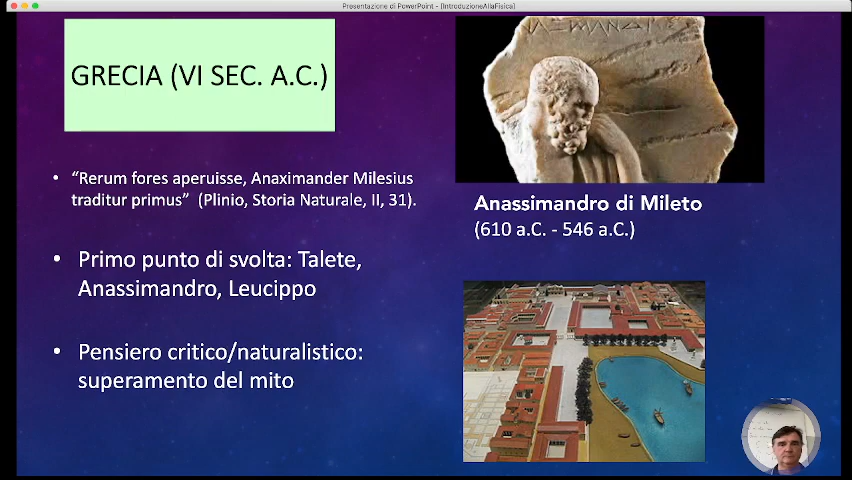 Presentazione di PowerPoint - [IntroduzioneAllaFisica]
GRECIA (VI SEC. A.C.)
• “Rerum fores aperuisse, Anaximander Milesius
traditur primus” (Plinio, Storia Naturale, II, 31).
• Primo punto di svolta: Talete,
Anassimandro, Leucippo
• Pensiero critico/naturalistico:
superamento del mito
Anassimandro di Mileto
(610 a.C. - 546 a.C.)